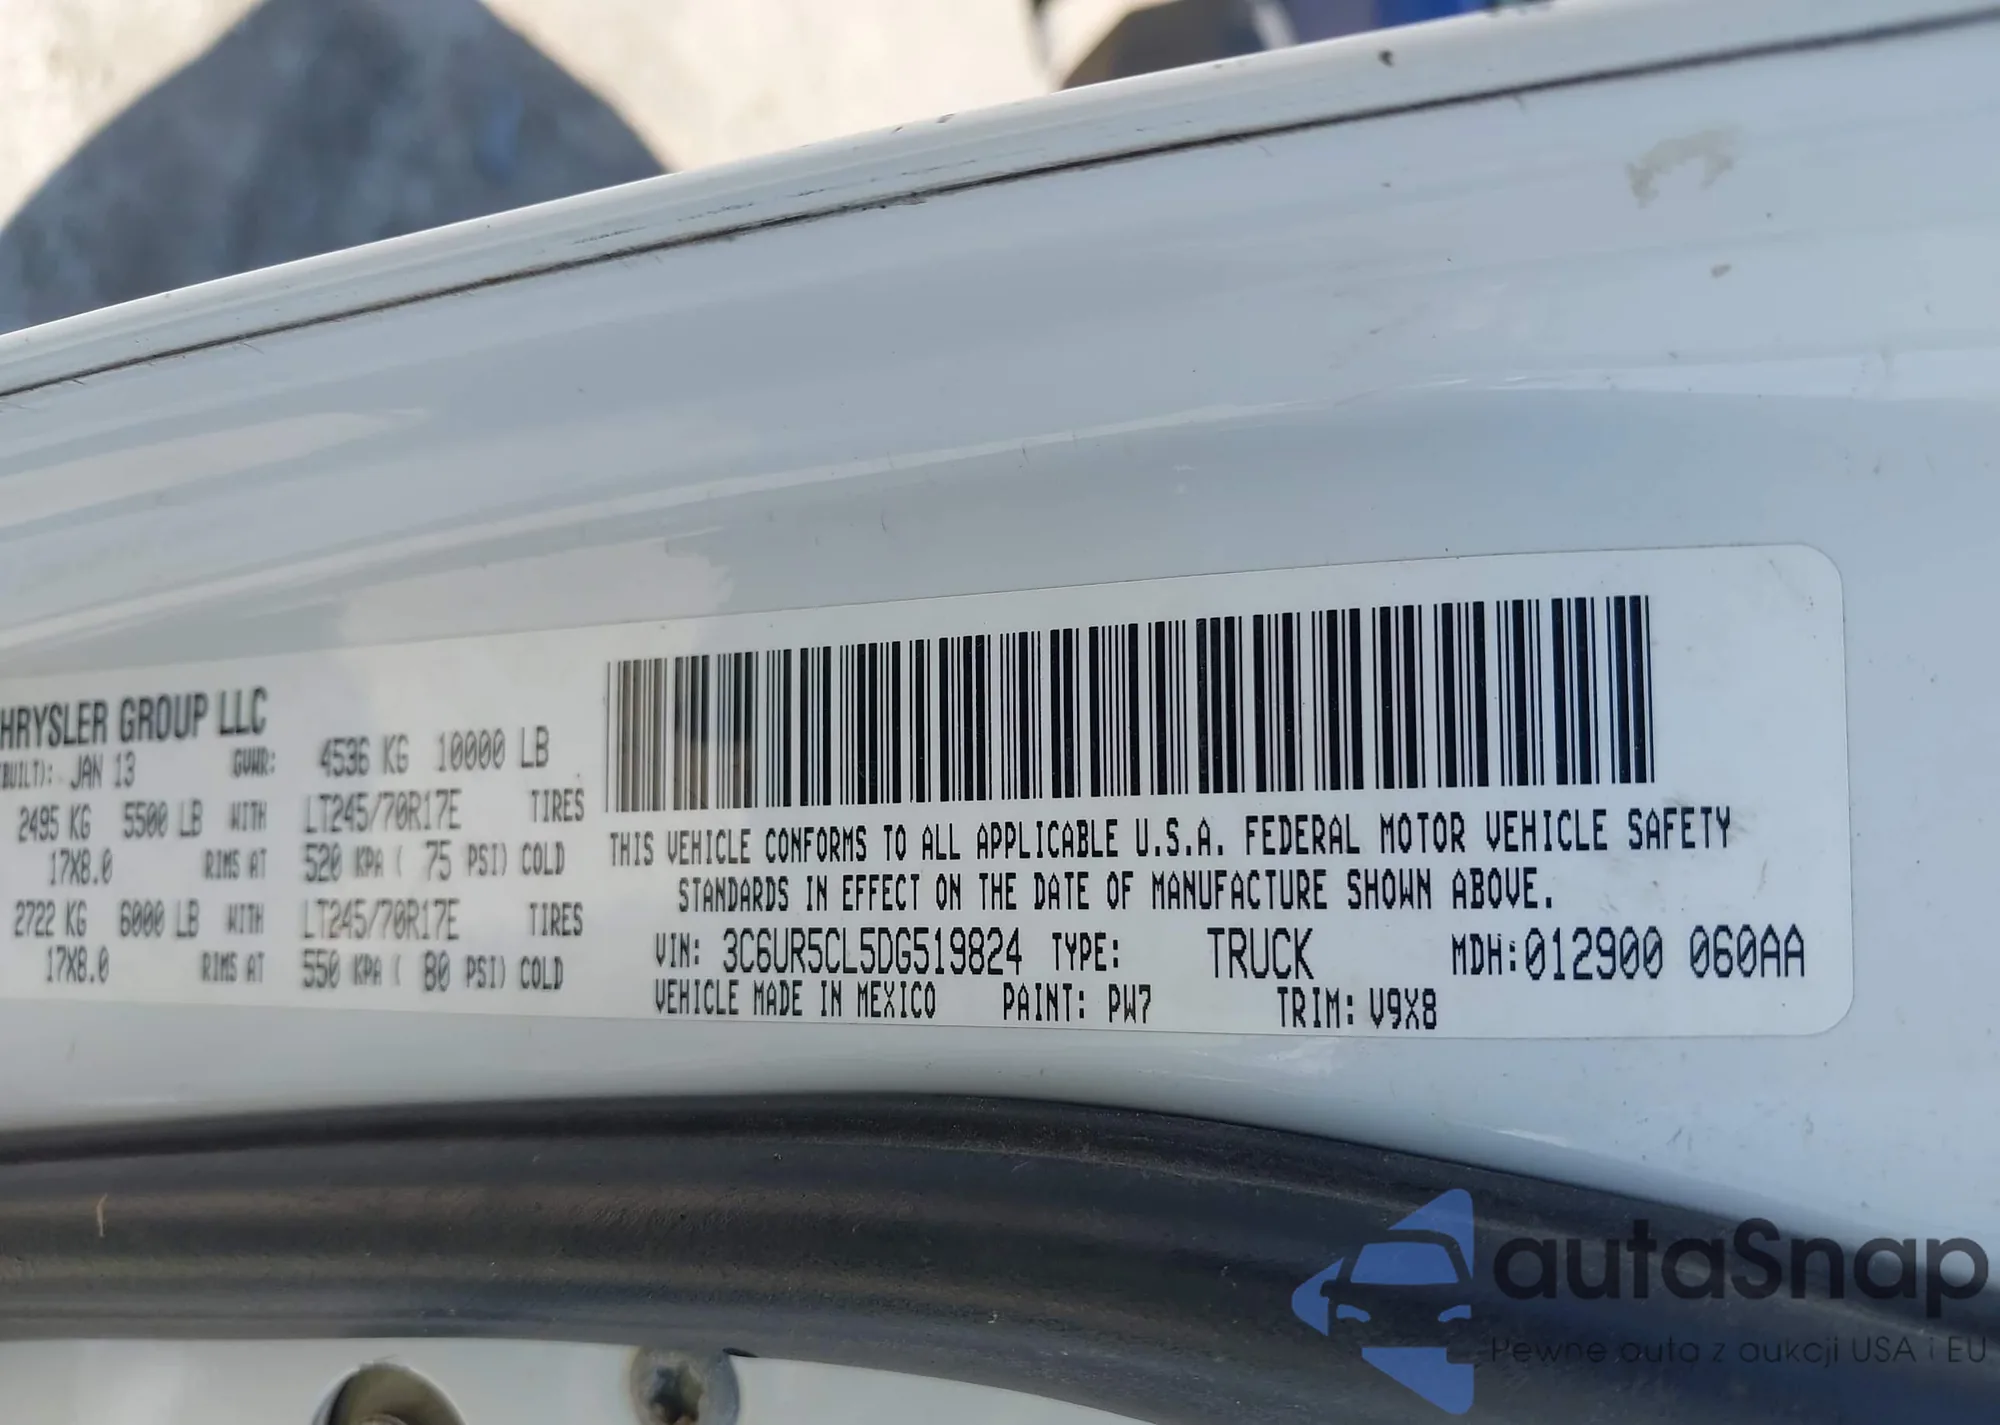 HRYSLER GROUP LLC
BUILT): JAN 13 GVWR: 4536 KG 10000 LB
2495 KG 5500 LB WITH LT245/70R17E TIRES
17X8.0 RIMS AT 520 KPA ( 75 PSI) COLD
2722 KG 6000 LB WITH LT245/70R17E TIRES
17X8.0 RIMS AT 550 KPA ( 80 PSI) COLD
THIS VEHICLE CONFORMS TO ALL APPLICABLE U.S.A. FEDERAL MOTOR VEHICLE SAFETY
STANDARDS IN EFFECT ON THE DATE OF MANUFACTURE SHOWN ABOVE.
VIN: 3C6UR5CL5DG519824 TYPE: TRUCK MDH:012900 060AA
VEHICLE MADE IN MEXICO PAINT: PW7 TRIM: V9X8
autaSnap
Pewne auta z aukcji USA i EU